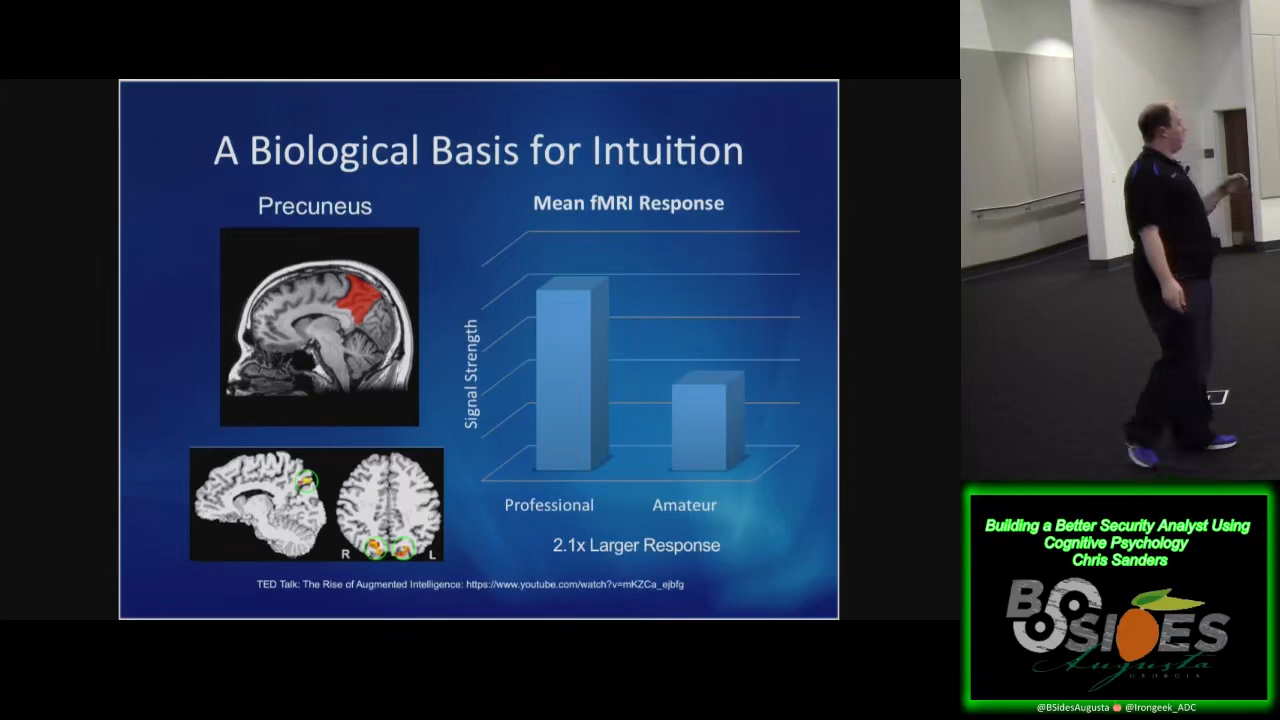 A Biological Basis for Intuition
Precuneus
Mean fMRI Response
Signal Strength
Professional
Amateur
2.1x Larger Response
R
L
TED Talk: The Rise of Augmented Intelligence: https://www.youtube.com/watch?v=mKZCa_ejbfg
Building a Better Security Analyst Using
Cognitive Psychology
Chris Sanders
BSIDES
Augusta
GEORGIA
@BSidesAugusta @Irongeek_ADC